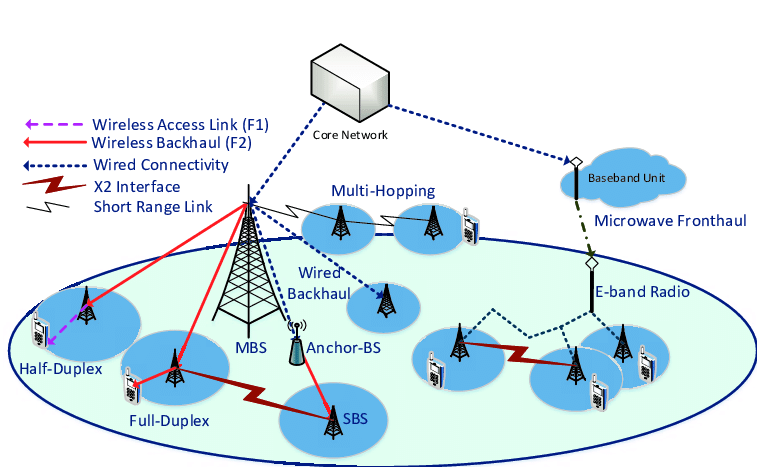 Core Network
Wireless Access Link (F1)
Wireless Backhaul (F2)
Wired Connectivity
X2 Interface
Short Range Link
Multi-Hopping
Baseband Unit
Microwave Fronthaul
Wired
Backhaul
E-band Radio
MBS
Anchor-BS
Half-Duplex
Full-Duplex
SBS